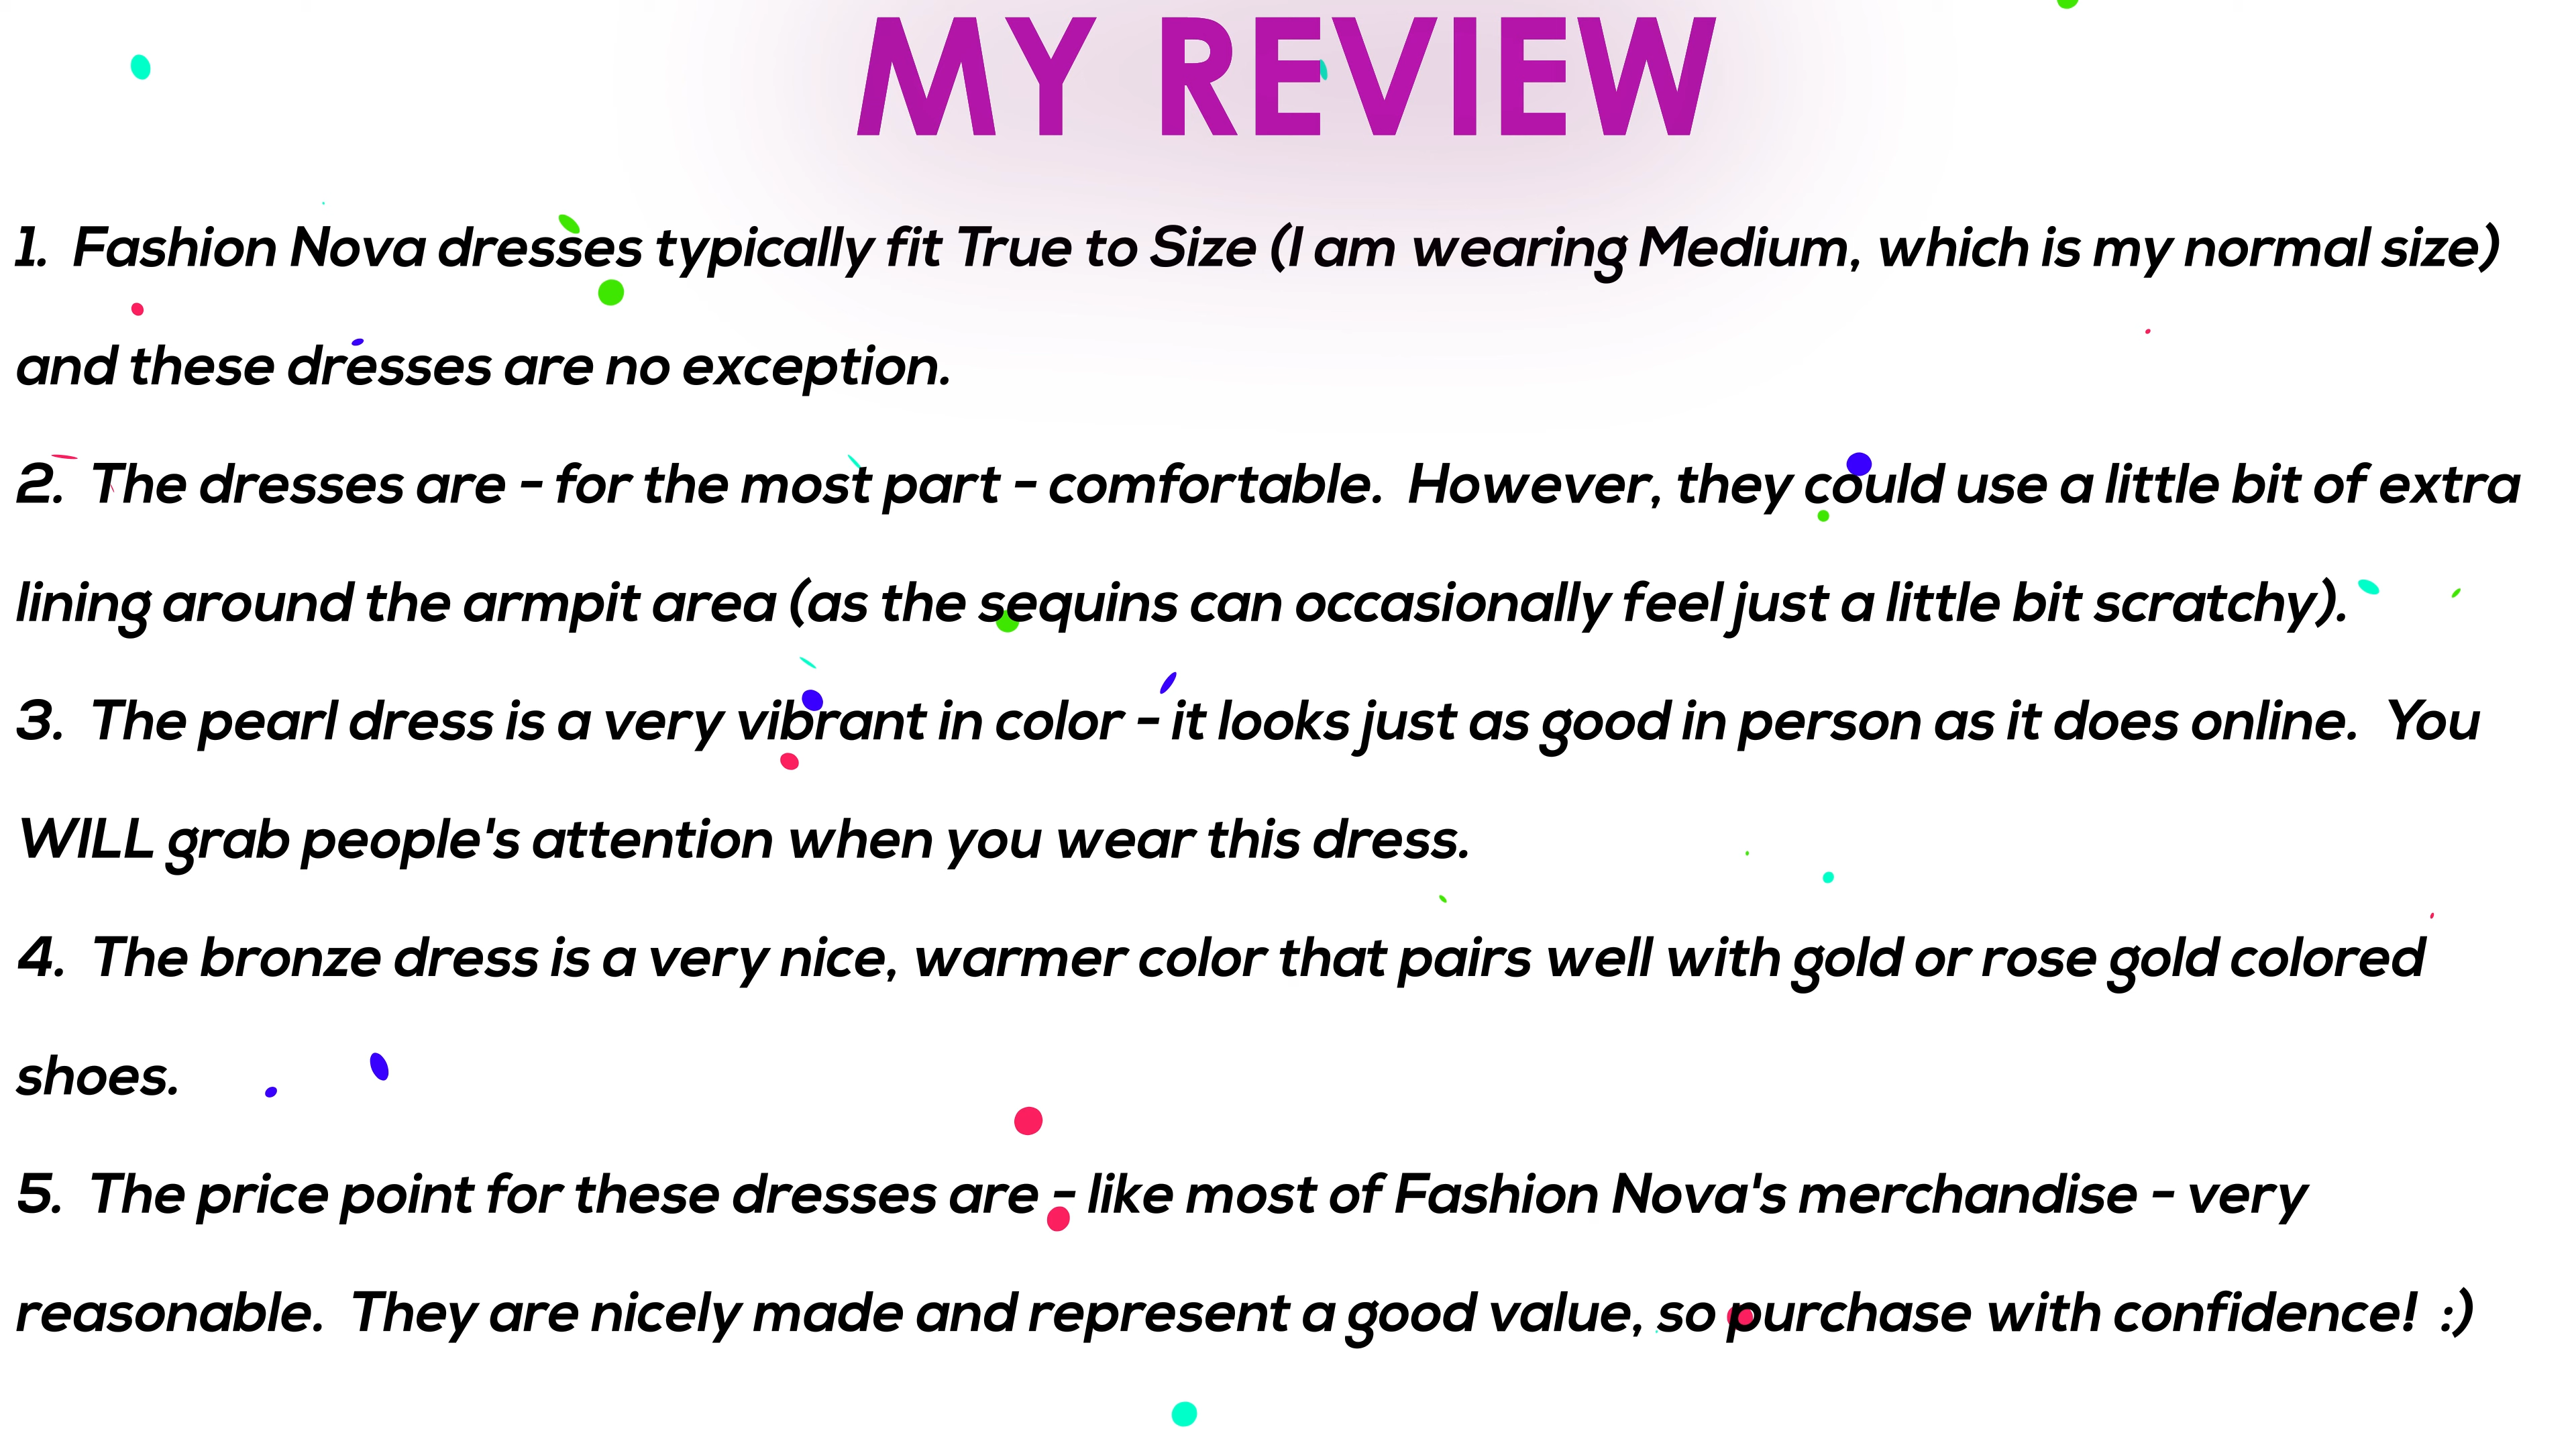 MY REVIEW
1.  Fashion Nova dresses typically fit True to Size (I am wearing Medium, which is my normal size)
and these dresses are no exception.
2.  The dresses are - for the most part - comfortable.  However, they could use a little bit of extra
lining around the armpit area (as the sequins can occasionally feel just a little bit scratchy).
3.  The pearl dress is a very vibrant in color - it looks just as good in person as it does online.  You
WILL grab people's attention when you wear this dress.
4.  The bronze dress is a very nice, warmer color that pairs well with gold or rose gold colored
shoes.
5.  The price point for these dresses are - like most of Fashion Nova's merchandise - very
reasonable.  They are nicely made and represent a good value, so purchase with confidence!  :)